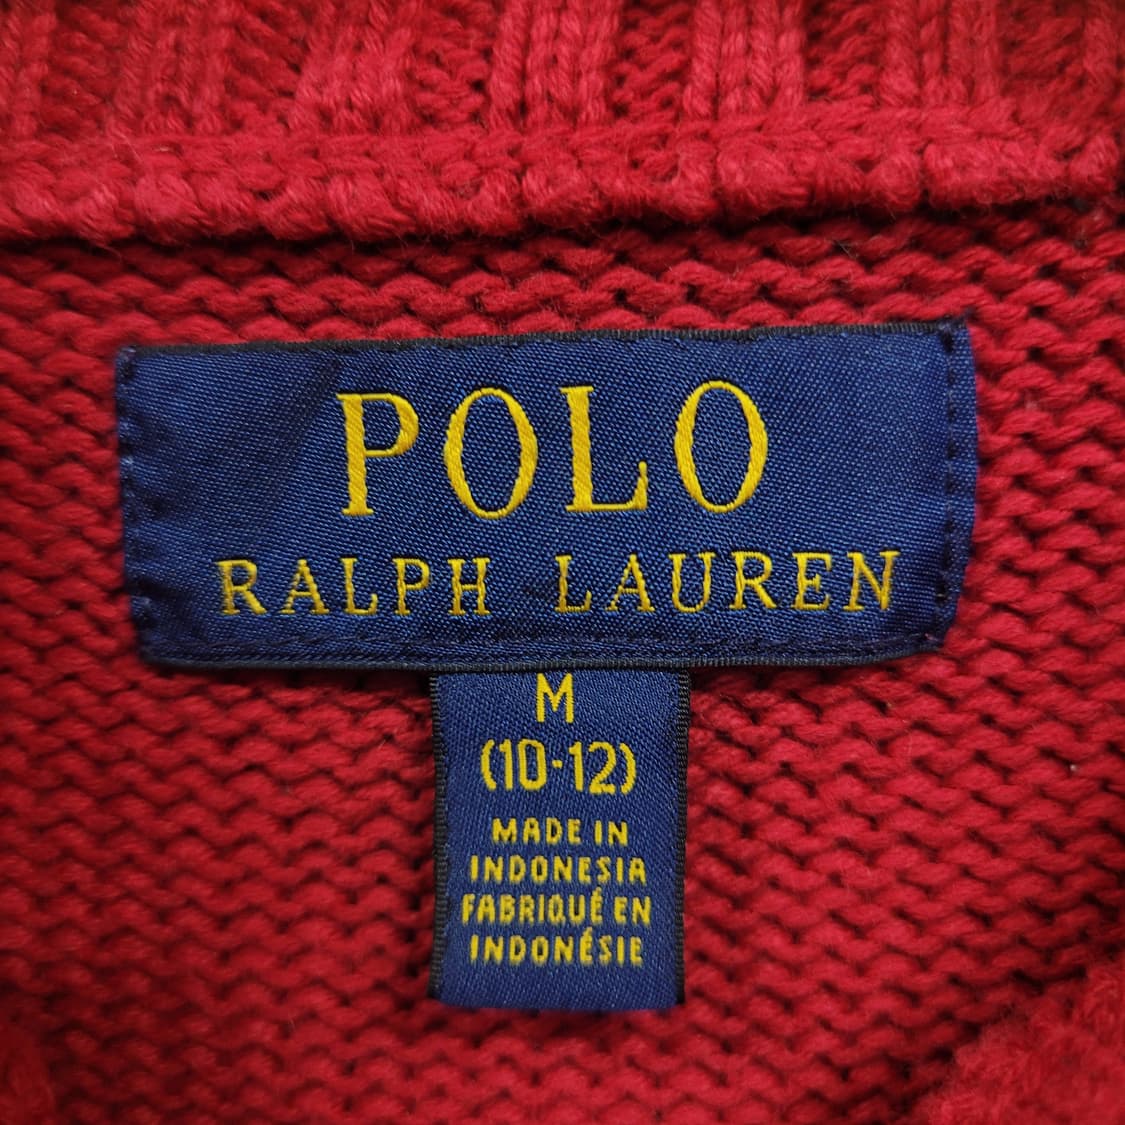 POLO
RALPH LAUREN
M
(10-12)
MADE IN
INDONESIA
FABRIQUÉ EN
INDONÉSIE